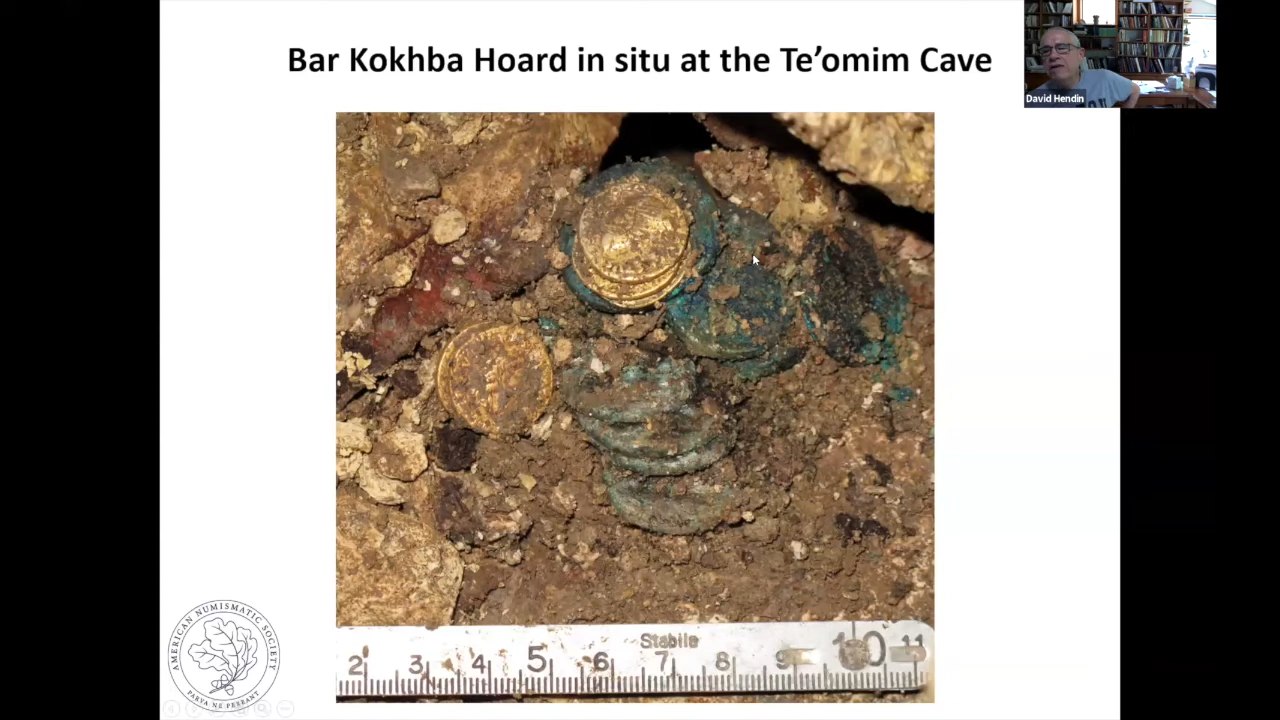 Bar Kokhba Hoard in situ at the Te’omim Cave
David Hendin
Stabile
2 3 4 5 6 7 8 9 10 11
AMERICAN NUMISMATIC SOCIETY
PARVA NE PEREANT